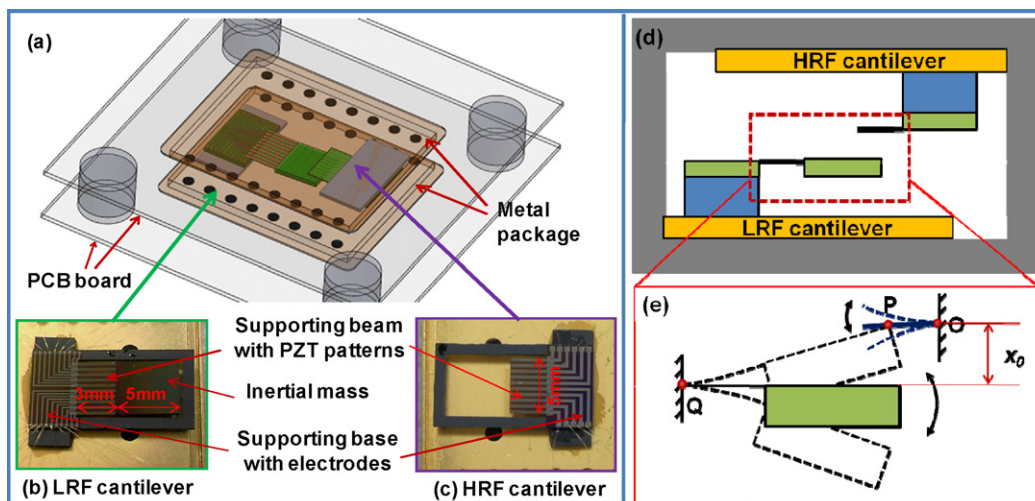 (a)
Metal
package
PCB board
Supporting beam
with PZT patterns
Inertial mass
Supporting base
with electrodes
3mm
5mm
5mm
(b) LRF cantilever
(c) HRF cantilever
(d)
HRF cantilever
LRF cantilever
(e)
P
O
x0
Q